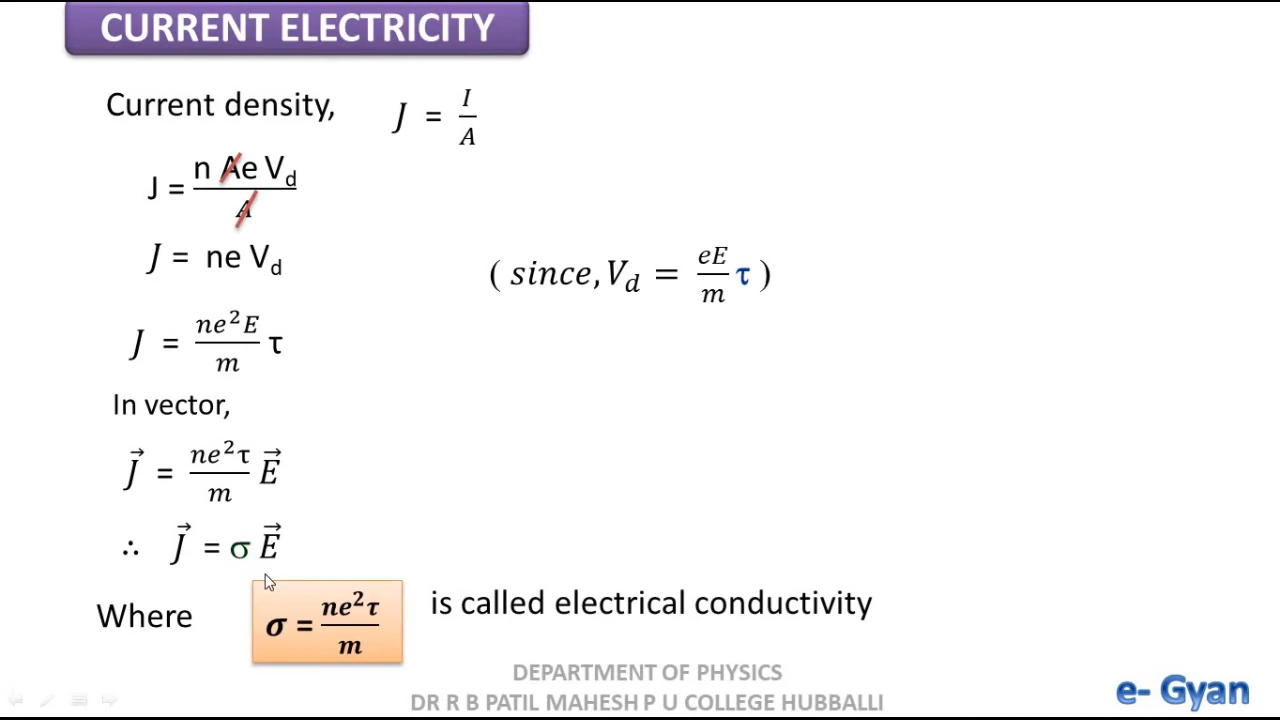 CURRENT ELECTRICITY
Current density, J = I/A
J = n Ae V_d / A
J = ne V_d
( since, V_d = eE/m τ )
J = ne²E/m τ
In vector,
J⃗ = ne²τ/m E⃗
∴ J⃗ = σ E⃗
Where σ = ne²τ/m is called electrical conductivity
DEPARTMENT OF PHYSICS
DR R B PATIL MAHESH P U COLLEGE HUBBALLI
e- Gyan